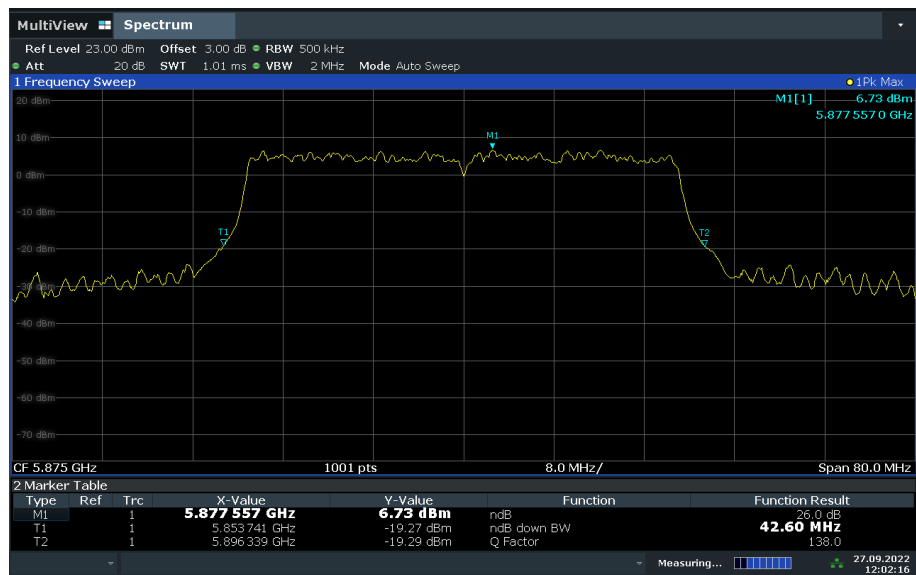 MultiView Spectrum
Ref Level 23.00 dBm Offset 3.00 dB RBW 500 kHz
Att 20 dB SWT 1.01 ms VBW 2 MHz Mode Auto Sweep
1 Frequency Sweep 1Pk Max
M1[1] 6.73 dBm
5.877 557 0 GHz
20 dBm
10 dBm
M1
0 dBm
-10 dBm
T1 T2
-20 dBm
-30 dBm
-40 dBm
-50 dBm
-60 dBm
-70 dBm
CF 5.875 GHz 1001 pts 8.0 MHz/ Span 80.0 MHz
2 Marker Table
Type Ref Trc X-Value Y-Value Function Function Result
M1 1 5.877 557 GHz 6.73 dBm ndB 26.0 dB
T1 1 5.853 741 GHz -19.27 dBm ndB down BW 42.60 MHz
T2 1 5.896 339 GHz -19.29 dBm Q Factor 138.0
Measuring... 27.09.2022
12:02:16